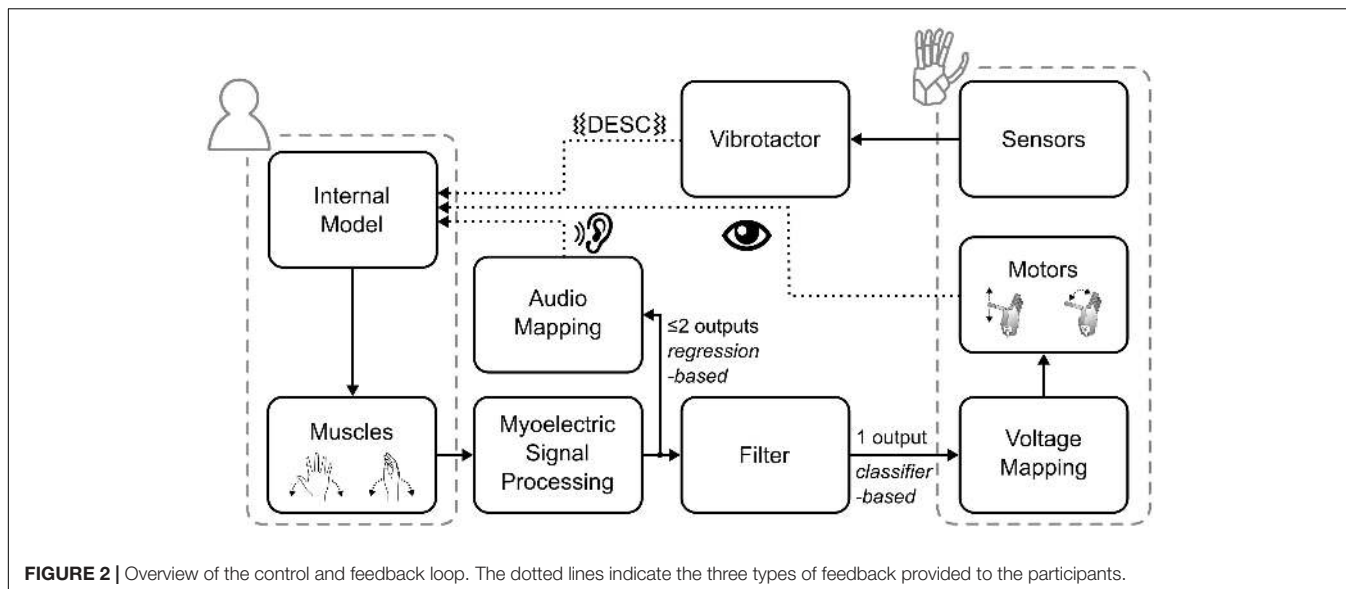 DESC
Vibrotactor
Sensors
Internal
Model
Audio
Mapping
≤2 outputs
regression
-based
Motors
Muscles
Myoelectric
Signal
Processing
Filter
1 output
classifier
-based
Voltage
Mapping
FIGURE 2 | Overview of the control and feedback loop. The dotted lines indicate the three types of feedback provided to the participants.